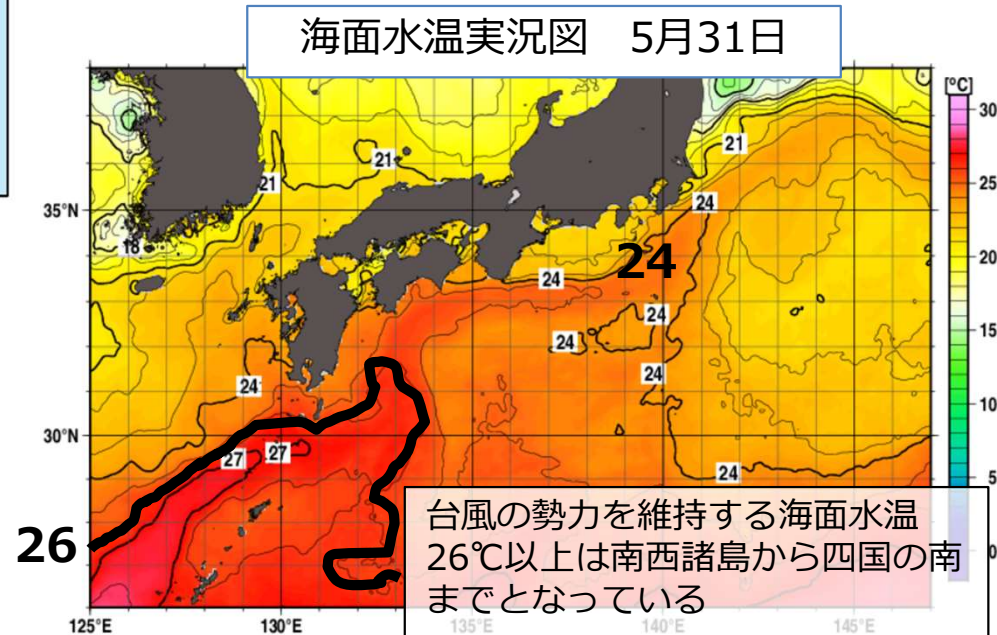 海面水温実況図　5月31日
[℃]
30
25
20
15
10
5
0
21
21
21
18
24
24
24
24
24
24
24
24
27
27
26
35°N
30°N
125°E
130°E
135°E
140°E
145°E
台風の勢力を維持する海面水温
26℃以上は南西諸島から四国の南
までとなっている